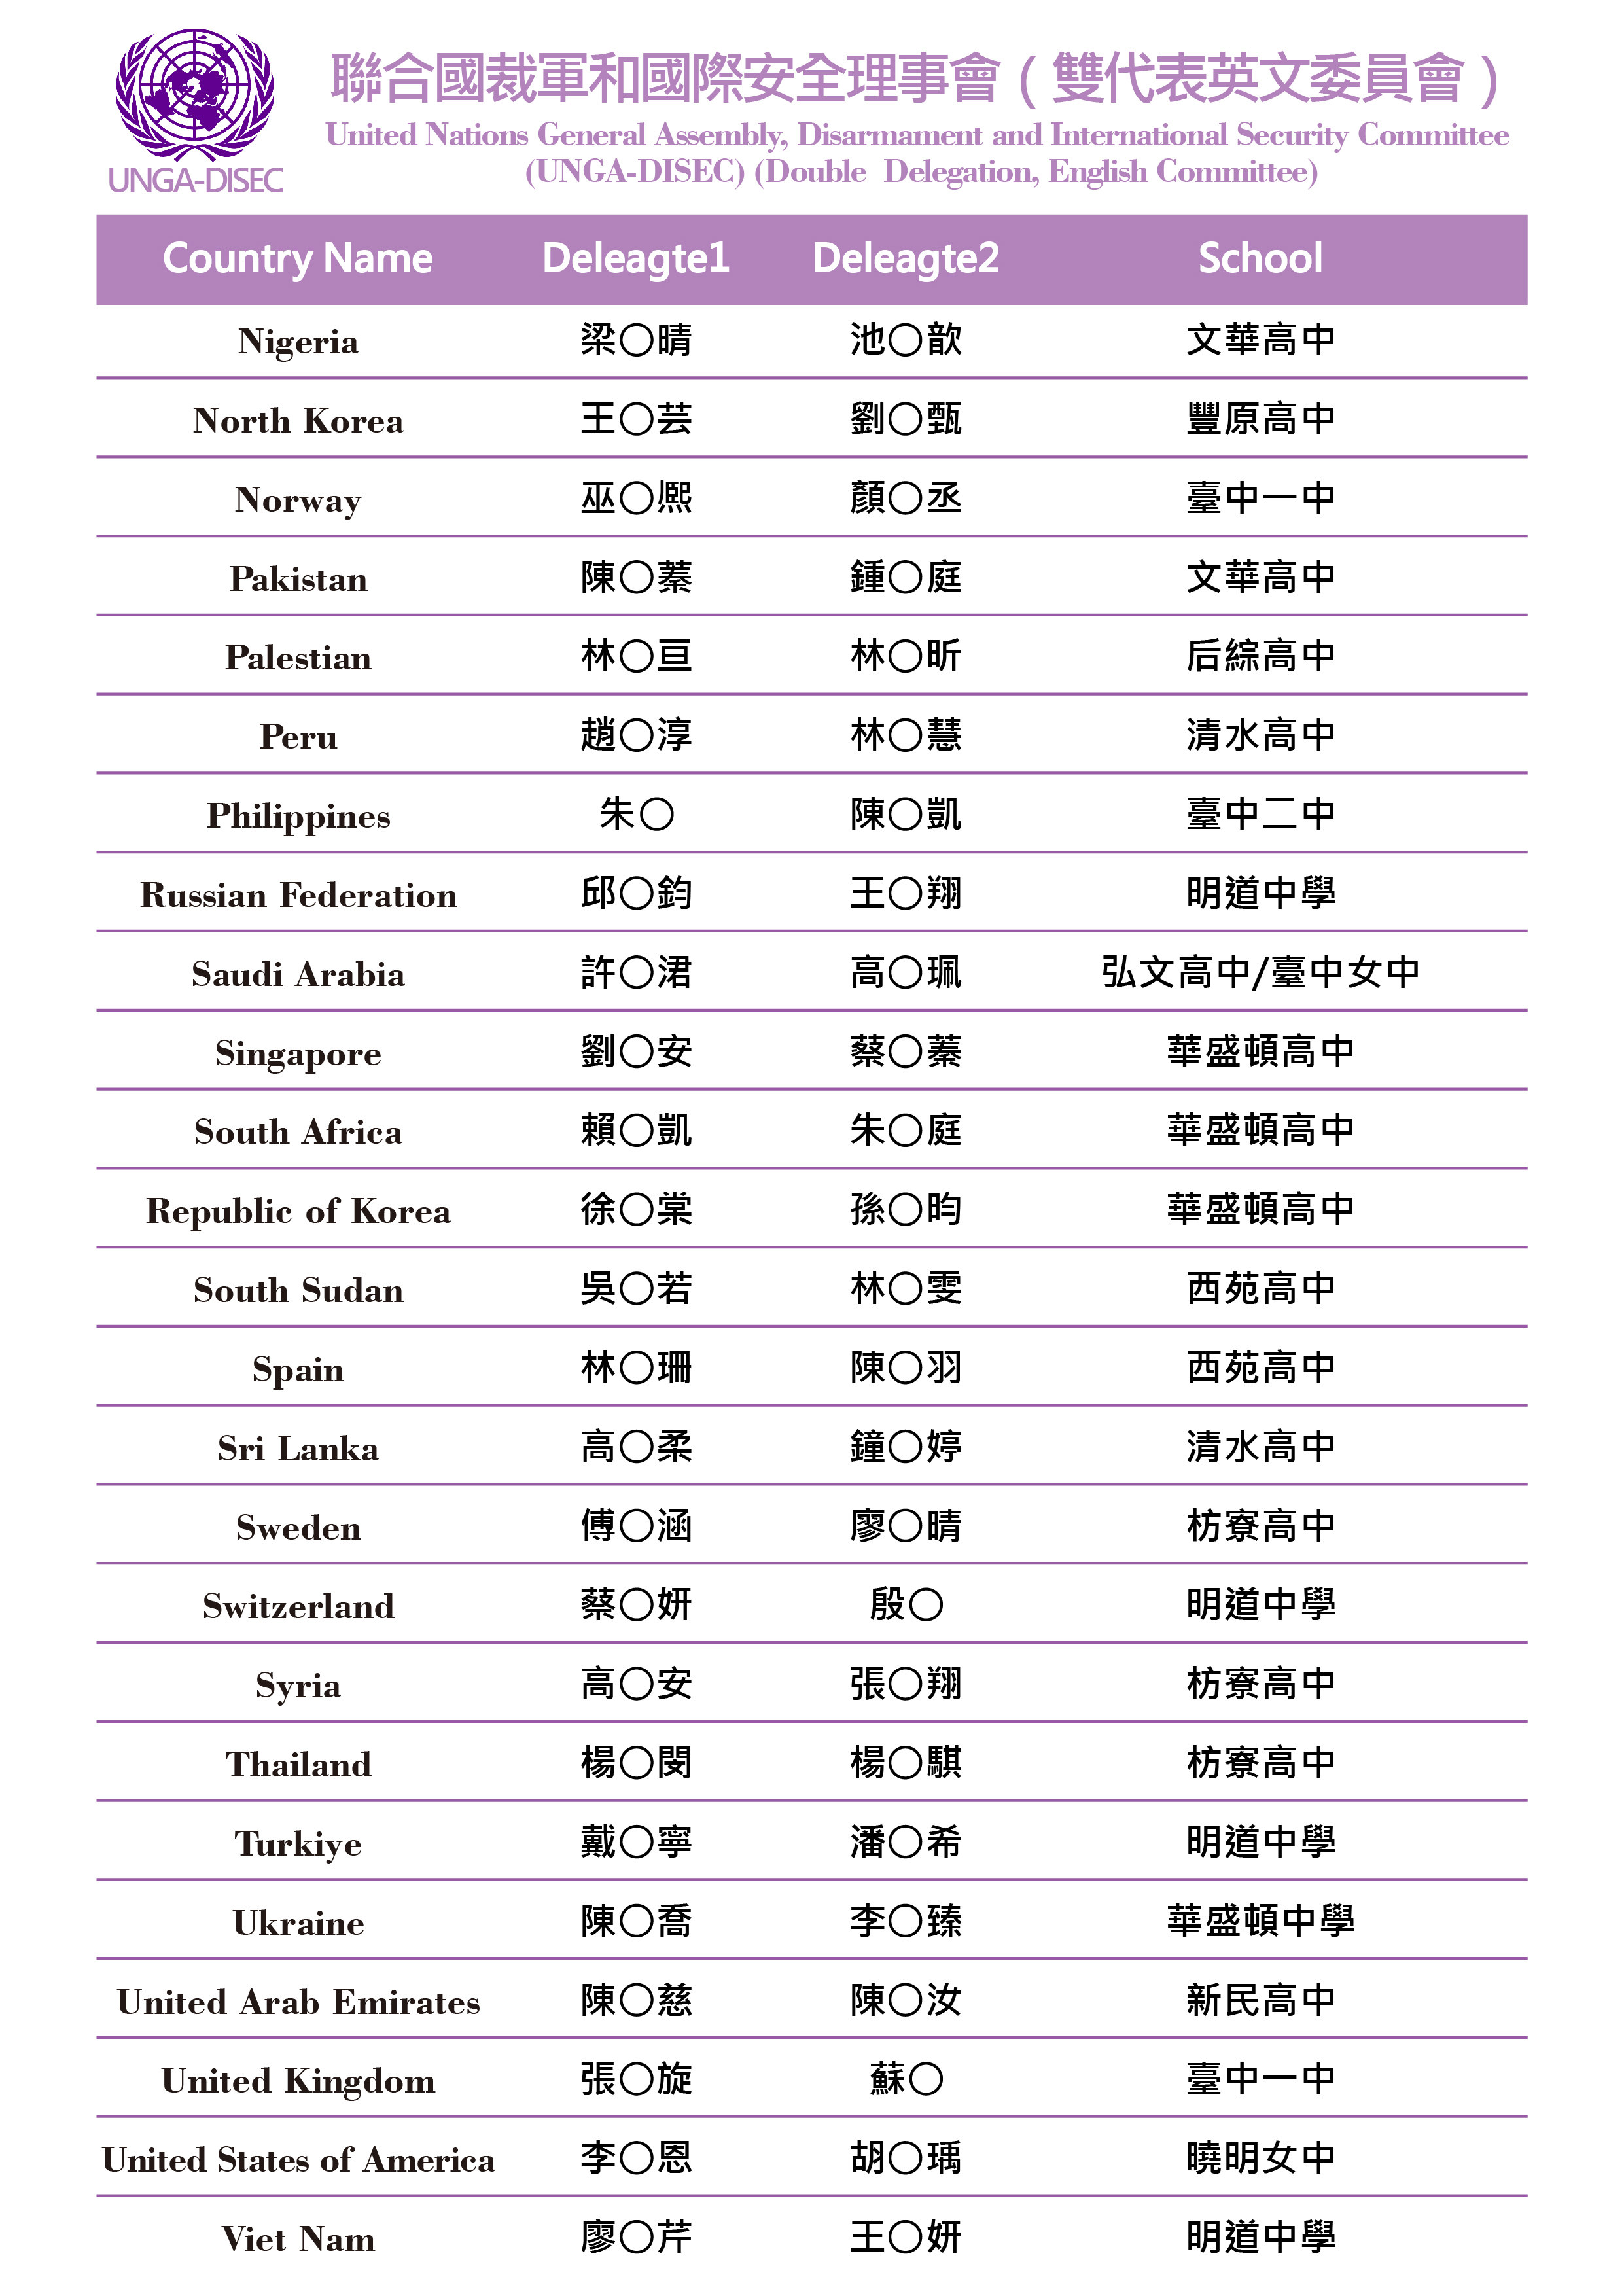 聯合國裁軍和國際安全理事會（雙代表英文委員會）
United Nations General Assembly, Disarmament and International Security Committee
(UNGA-DISEC) (Double Delegation, English Committee)
UNGA-DISEC
Country Name Deleagte1 Deleagte2 School
Nigeria 梁〇晴 池〇歆 文華高中
North Korea 王〇芸 劉〇甄 豐原高中
Norway 巫〇熙 顏〇丞 臺中一中
Pakistan 陳〇蓁 鍾〇庭 文華高中
Palestian 林〇亘 林〇昕 后綜高中
Peru 趙〇淳 林〇慧 清水高中
Philippines 朱〇 陳〇凱 臺中二中
Russian Federation 邱〇鈞 王〇翔 明道中學
Saudi Arabia 許〇涒 高〇珮 弘文高中/臺中女中
Singapore 劉〇安 蔡〇蓁 華盛頓高中
South Africa 賴〇凱 朱〇庭 華盛頓高中
Republic of Korea 徐〇棠 孫〇昀 華盛頓高中
South Sudan 吳〇若 林〇雯 西苑高中
Spain 林〇珊 陳〇羽 西苑高中
Sri Lanka 高〇柔 鐘〇婷 清水高中
Sweden 傅〇涵 廖〇晴 枋寮高中
Switzerland 蔡〇妍 殷〇 明道中學
Syria 高〇安 張〇翔 枋寮高中
Thailand 楊〇閔 楊〇騏 枋寮高中
Turkiye 戴〇寧 潘〇希 明道中學
Ukraine 陳〇喬 李〇臻 華盛頓中學
United Arab Emirates 陳〇慈 陳〇汝 新民高中
United Kingdom 張〇旋 蘇〇 臺中一中
United States of America 李〇恩 胡〇瑀 曉明女中
Viet Nam 廖〇芹 王〇妍 明道中學